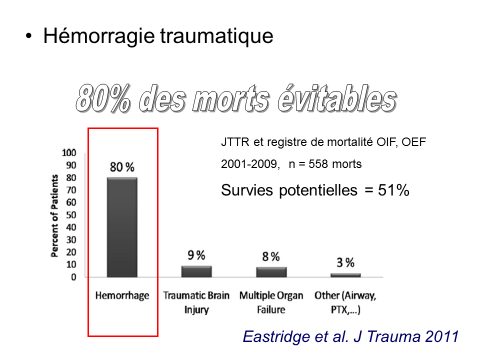 • Hémorragie traumatique
80% des morts évitables
JTTR et registre de mortalité OIF, OEF
2001-2009, n = 558 morts
Survies potentielles = 51%
Percent of Patients
100
90
80
70
60
50
40
30
20
10
0
80 %
9 %
8 %
3 %
Hemorrhage
Traumatic Brain
Injury
Multiple Organ
Failure
Other (Airway,
PTX,...)
Eastridge et al. J Trauma 2011